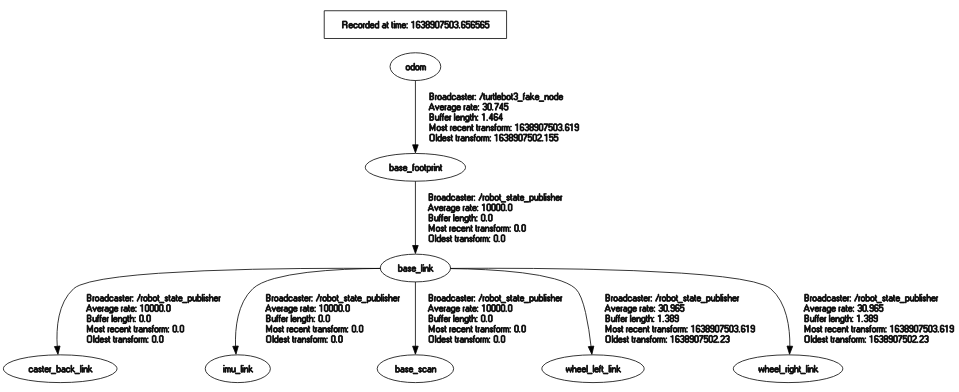 Recorded at time: 1638907503.656565
odom
Broadcaster: /turtlebot3_fake_node
Average rate: 30.745
Buffer length: 1.464
Most recent transform: 1638907503.619
Oldest transform: 1638907502.155
base_footprint
Broadcaster: /robot_state_publisher
Average rate: 10000.0
Buffer length: 0.0
Most recent transform: 0.0
Oldest transform: 0.0
base_link
Broadcaster: /robot_state_publisher
Average rate: 10000.0
Buffer length: 0.0
Most recent transform: 0.0
Oldest transform: 0.0
Broadcaster: /robot_state_publisher
Average rate: 10000.0
Buffer length: 0.0
Most recent transform: 0.0
Oldest transform: 0.0
Broadcaster: /robot_state_publisher
Average rate: 10000.0
Buffer length: 0.0
Most recent transform: 0.0
Oldest transform: 0.0
Broadcaster: /robot_state_publisher
Average rate: 30.965
Buffer length: 1.389
Most recent transform: 1638907503.619
Oldest transform: 1638907502.23
Broadcaster: /robot_state_publisher
Average rate: 30.965
Buffer length: 1.389
Most recent transform: 1638907503.619
Oldest transform: 1638907502.23
caster_back_link
imu_link
base_scan
wheel_left_link
wheel_right_link